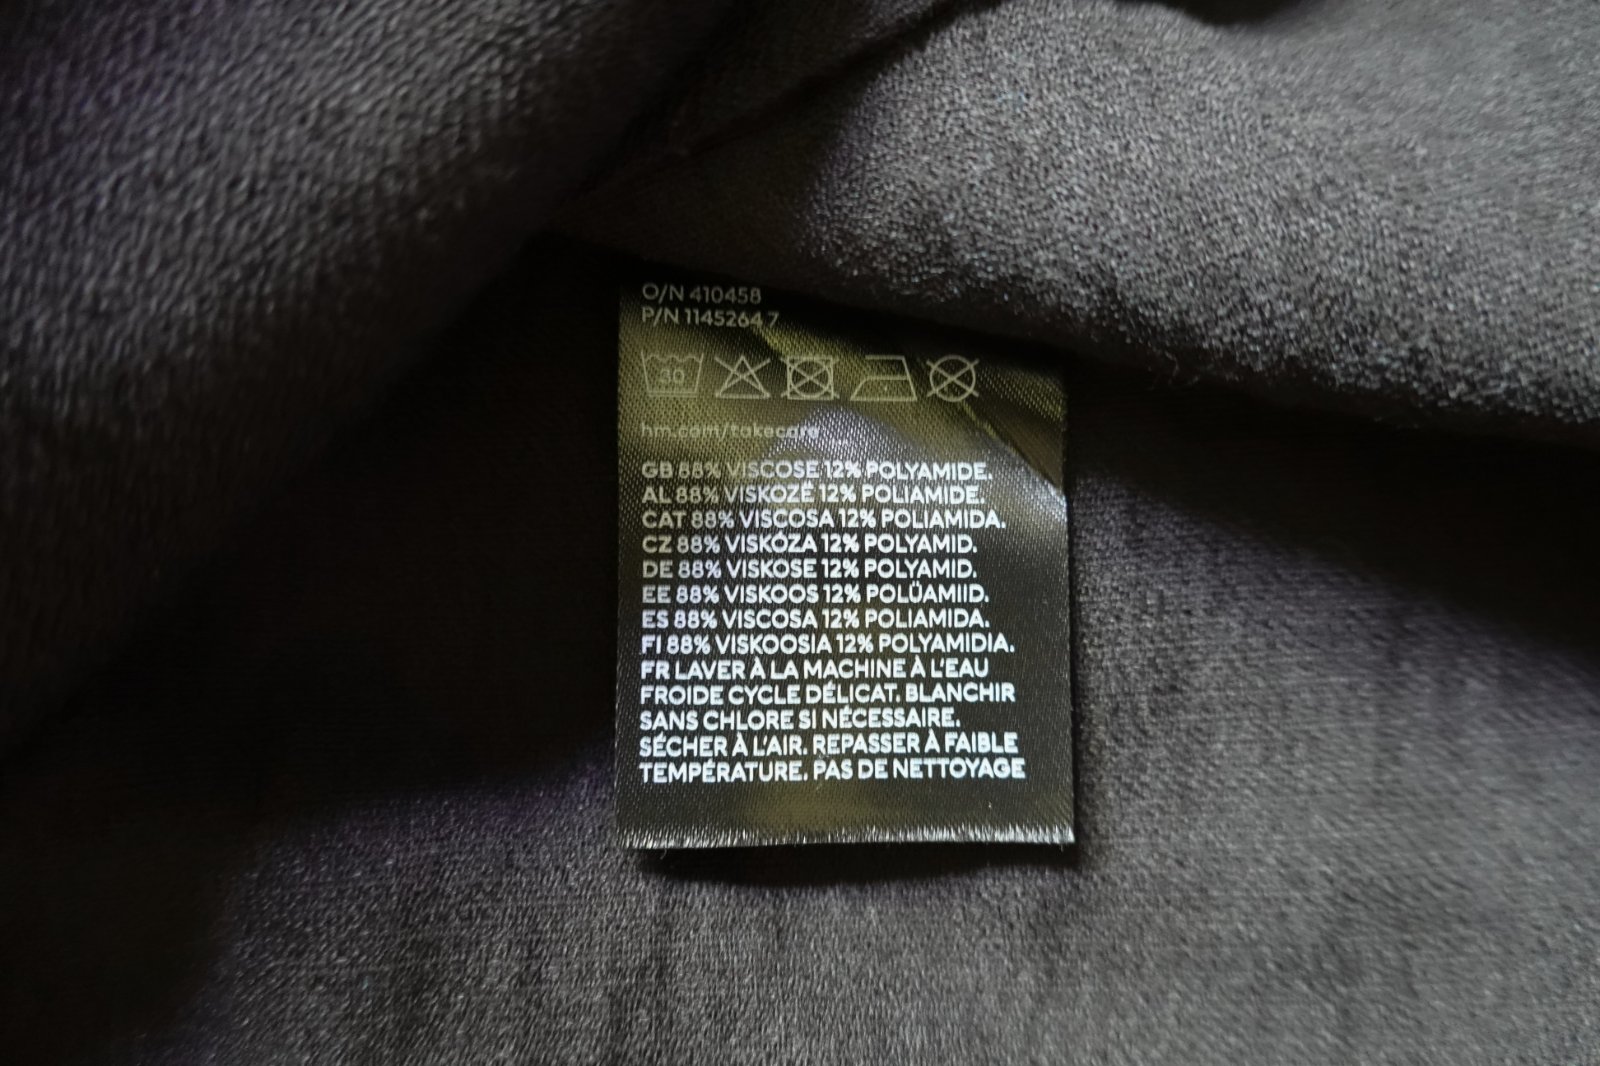 O/N 410458
P/N 1145264 7
30
hm.com/takecare
GB 88% VISCOSE 12% POLYAMIDE.
AL 88% VISKOZË 12% POLIAMIDE.
CAT 88% VISCOSA 12% POLIAMIDA.
CZ 88% VISKÓZA 12% POLYAMID.
DE 88% VISKOSE 12% POLYAMID.
EE 88% VISKOOS 12% POLÜAMIID.
ES 88% VISCOSA 12% POLIAMIDA.
FI 88% VISKOOSIA 12% POLYAMIDIA.
FR LAVER À LA MACHINE À L'EAU
FROIDE CYCLE DÉLICAT. BLANCHIR
SANS CHLORE SI NÉCESSAIRE.
SÉCHER À L'AIR. REPASSER À FAIBLE
TEMPÉRATURE. PAS DE NETTOYAGE